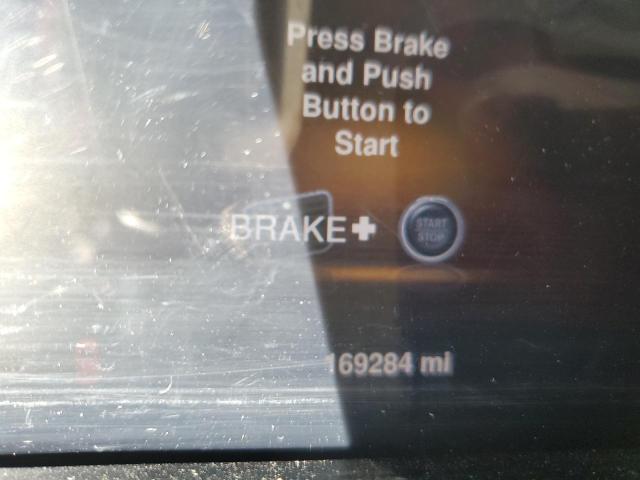 Press Brake
and Push
Button to
Start
BRAKE+
START
STOP
169284 mi